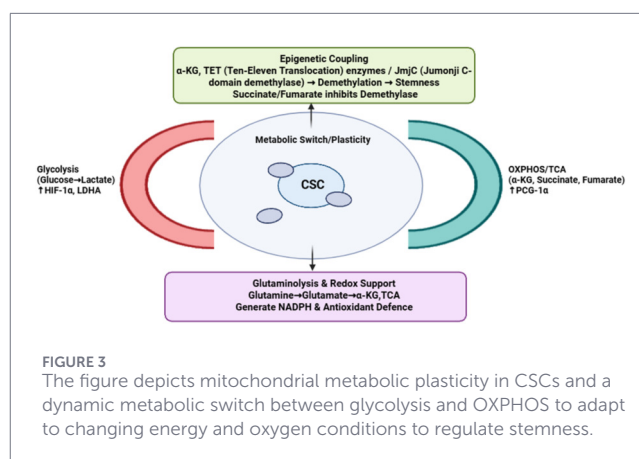 Epigenetic Coupling
α-KG, TET (Ten-Eleven Translocation) enzymes / JmjC (Jumonji C-
domain demethylase) → Demethylation → Stemness
Succinate/Fumarate inhibits Demethylase
Metabolic Switch/Plasticity
Glycolysis
(Glucose→Lactate)
↑HIF-1α, LDHA
CSC
OXPHOS/TCA
(α-KG, Succinate, Fumarate)
↑PCG-1α
Glutaminolysis & Redox Support
Glutamine→Glutamate→α-KG,TCA
Generate NADPH & Antioxidant Defence
FIGURE 3
The figure depicts mitochondrial metabolic plasticity in CSCs and a
dynamic metabolic switch between glycolysis and OXPHOS to adapt
to changing energy and oxygen conditions to regulate stemness.